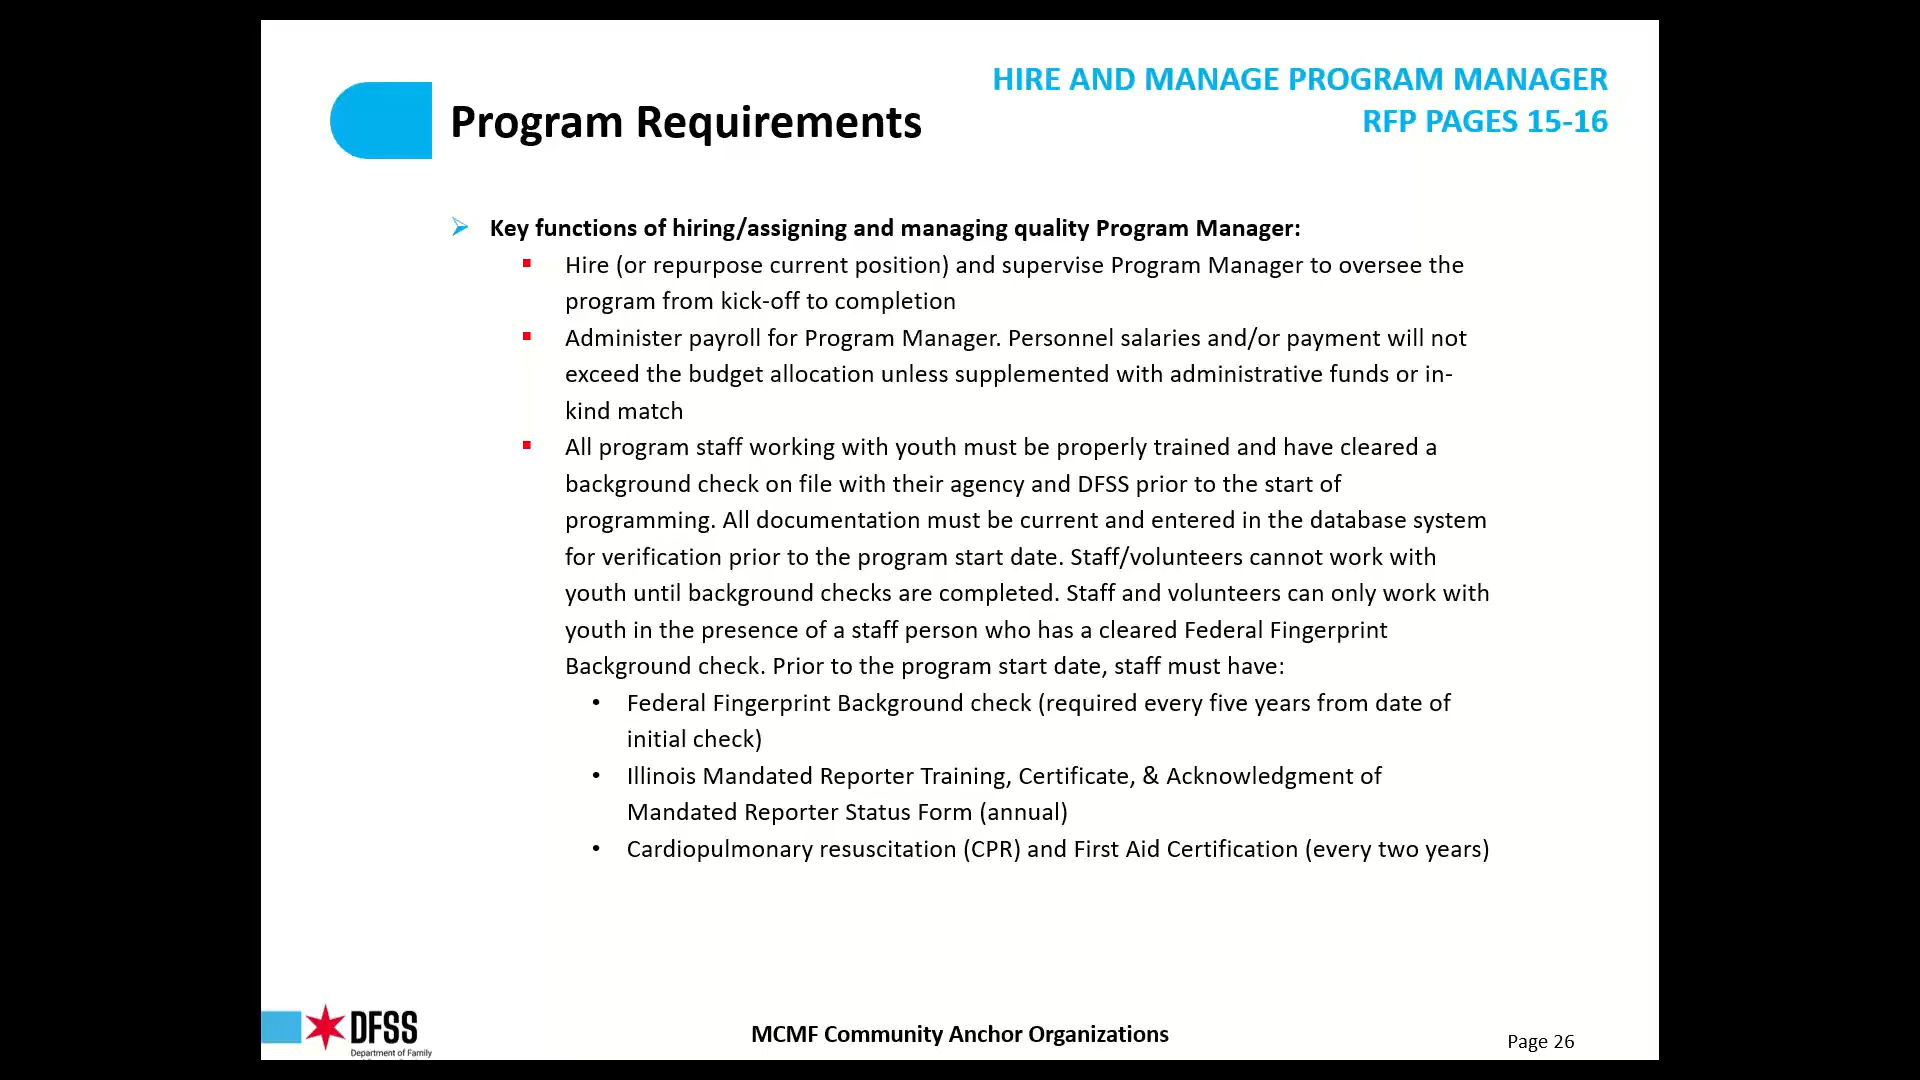 HIRE AND MANAGE PROGRAM MANAGER
RFP PAGES 15-16
Program Requirements
Key functions of hiring/assigning and managing quality Program Manager:
Hire (or repurpose current position) and supervise Program Manager to oversee the
program from kick-off to completion
Administer payroll for Program Manager. Personnel salaries and/or payment will not
exceed the budget allocation unless supplemented with administrative funds or in-
kind match
All program staff working with youth must be properly trained and have cleared a
background check on file with their agency and DFSS prior to the start of
programming. All documentation must be current and entered in the database system
for verification prior to the program start date. Staff/volunteers cannot work with
youth until background checks are completed. Staff and volunteers can only work with
youth in the presence of a staff person who has a cleared Federal Fingerprint
Background check. Prior to the program start date, staff must have:
• Federal Fingerprint Background check (required every five years from date of
initial check)
• Illinois Mandated Reporter Training, Certificate, & Acknowledgment of
Mandated Reporter Status Form (annual)
• Cardiopulmonary resuscitation (CPR) and First Aid Certification (every two years)
DFSS
Department of Family
MCMF Community Anchor Organizations
Page 26